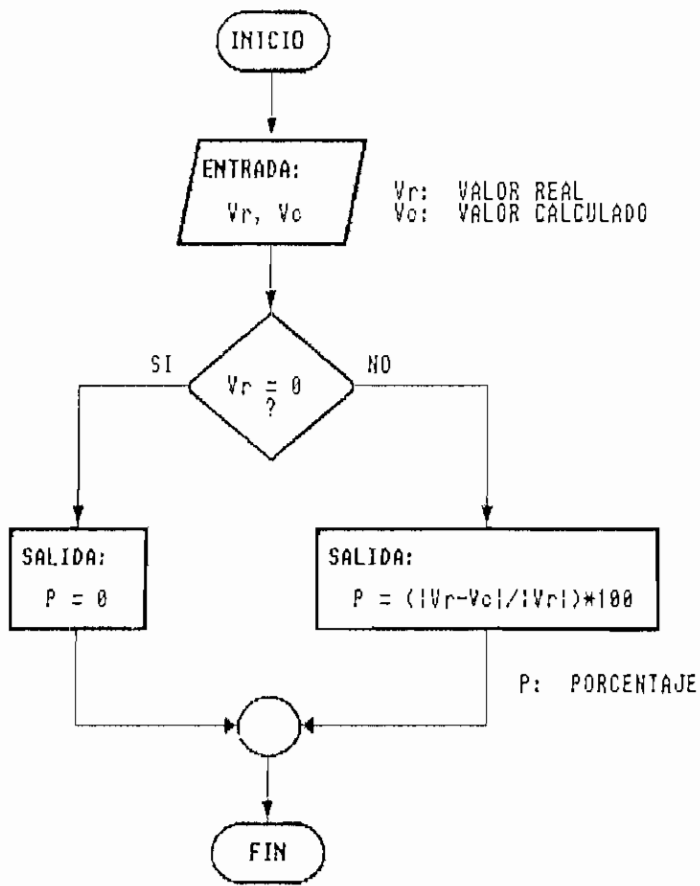 INICIO
ENTRADA:
Vr, Vc
Vr: VALOR REAL
Vc: VALOR CALCULADO
SI
NO
Vr = 0
?
SALIDA:
P = 0
SALIDA:
P = (|Vr-Vc|/|Vr|)*100
P: PORCENTAJE
FIN